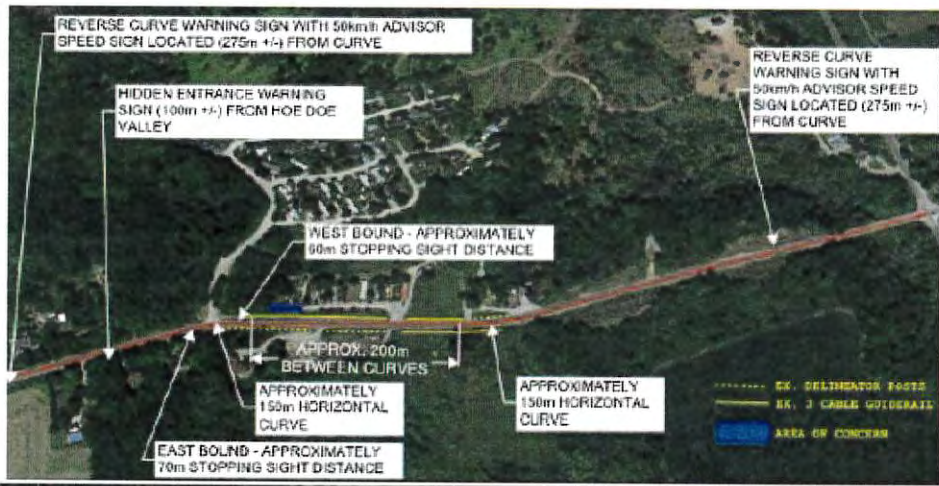 REVERSE CURVE WARNING SIGN WITH 50km/h ADVISOR
SPEED SIGN LOCATED (275m +/-) FROM CURVE
HIDDEN ENTRANCE WARNING
SIGN (100m +/-) FROM HOE DOE
VALLEY
REVERSE CURVE
WARNING SIGN WITH
50km/h ADVISOR SPEED
SIGN LOCATED (275m +/-)
FROM CURVE
WEST BOUND - APPROXIMATELY
60m STOPPING SIGHT DISTANCE
APPROX. 200m
BETWEEN CURVES
APPROXIMATELY
150m HORIZONTAL
CURVE
APPROXIMATELY
150m HORIZONTAL
CURVE
EAST BOUND - APPROXIMATELY
70m STOPPING SIGHT DISTANCE
EX. DELINEATOR POSTS
EX. 3 CABLE GUIDERAIL
AREA OF CONCERN